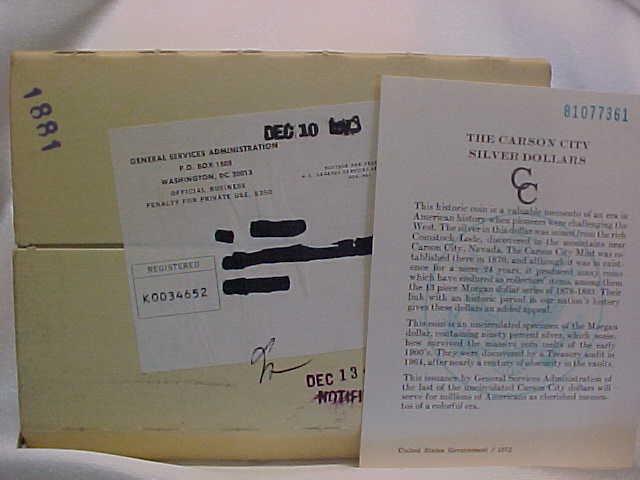 1881
DEC 10
GENERAL SERVICES ADMINISTRATION
P.O. BOX 1808
WASHINGTON, DC 20013
OFFICIAL BUSINESS
PENALTY FOR PRIVATE USE, $300
REGISTERED
K0034652
DEC 13
NOTIFI
81077361
THE CARSON CITY
SILVER DOLLARS
CC
This historic coin is a valuable memento of an era in
American history when pioneers were challenging the
West. The silver in this dollar was mined from the rich
Comstock Lode, discovered in the mountains near
Carson City, Nevada. The Carson City Mint was es-
tablished there in 1870, and although it was in exist-
ence for a mere 24 years, it produced many coins
which have endured as collectors' items, among them
the 13 piece Morgan dollar series of 1878-1893. Their
link with an historic period in our nation's history
gives these dollars an added appeal.
This coin is an uncirculated specimen of the Morgan
dollar, containing ninety percent silver, which some-
how survived the massive coin melts of the early
1900's. They were discovered by a Treasury audit in
1964, after nearly a century of obscurity in the vaults.
This issuance by General Services Administration of
the last of the uncirculated Carson City dollars will
serve for millions of Americans as cherished memen-
tos of a colorful era.
United States Government / 1972